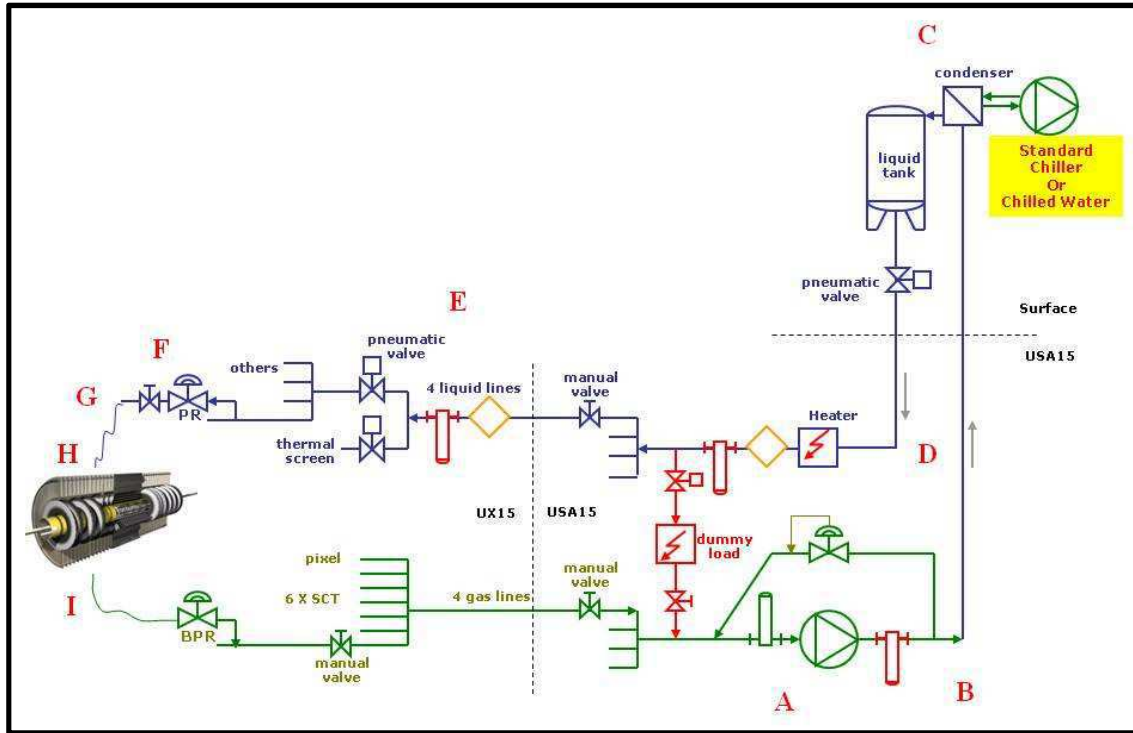 C
condenser
liquid
tank
Standard
Chiller
Or
Chilled Water
pneumatic
valve
Surface
USA15
E
pneumatic
valve
F
others
4 liquid lines
manual
valve
Heater
G
PR
thermal
screen
D
H
UX15
USA15
dummy
load
pixel
manual
valve
I
6 X SCT
4 gas lines
BPR
manual
valve
A
B